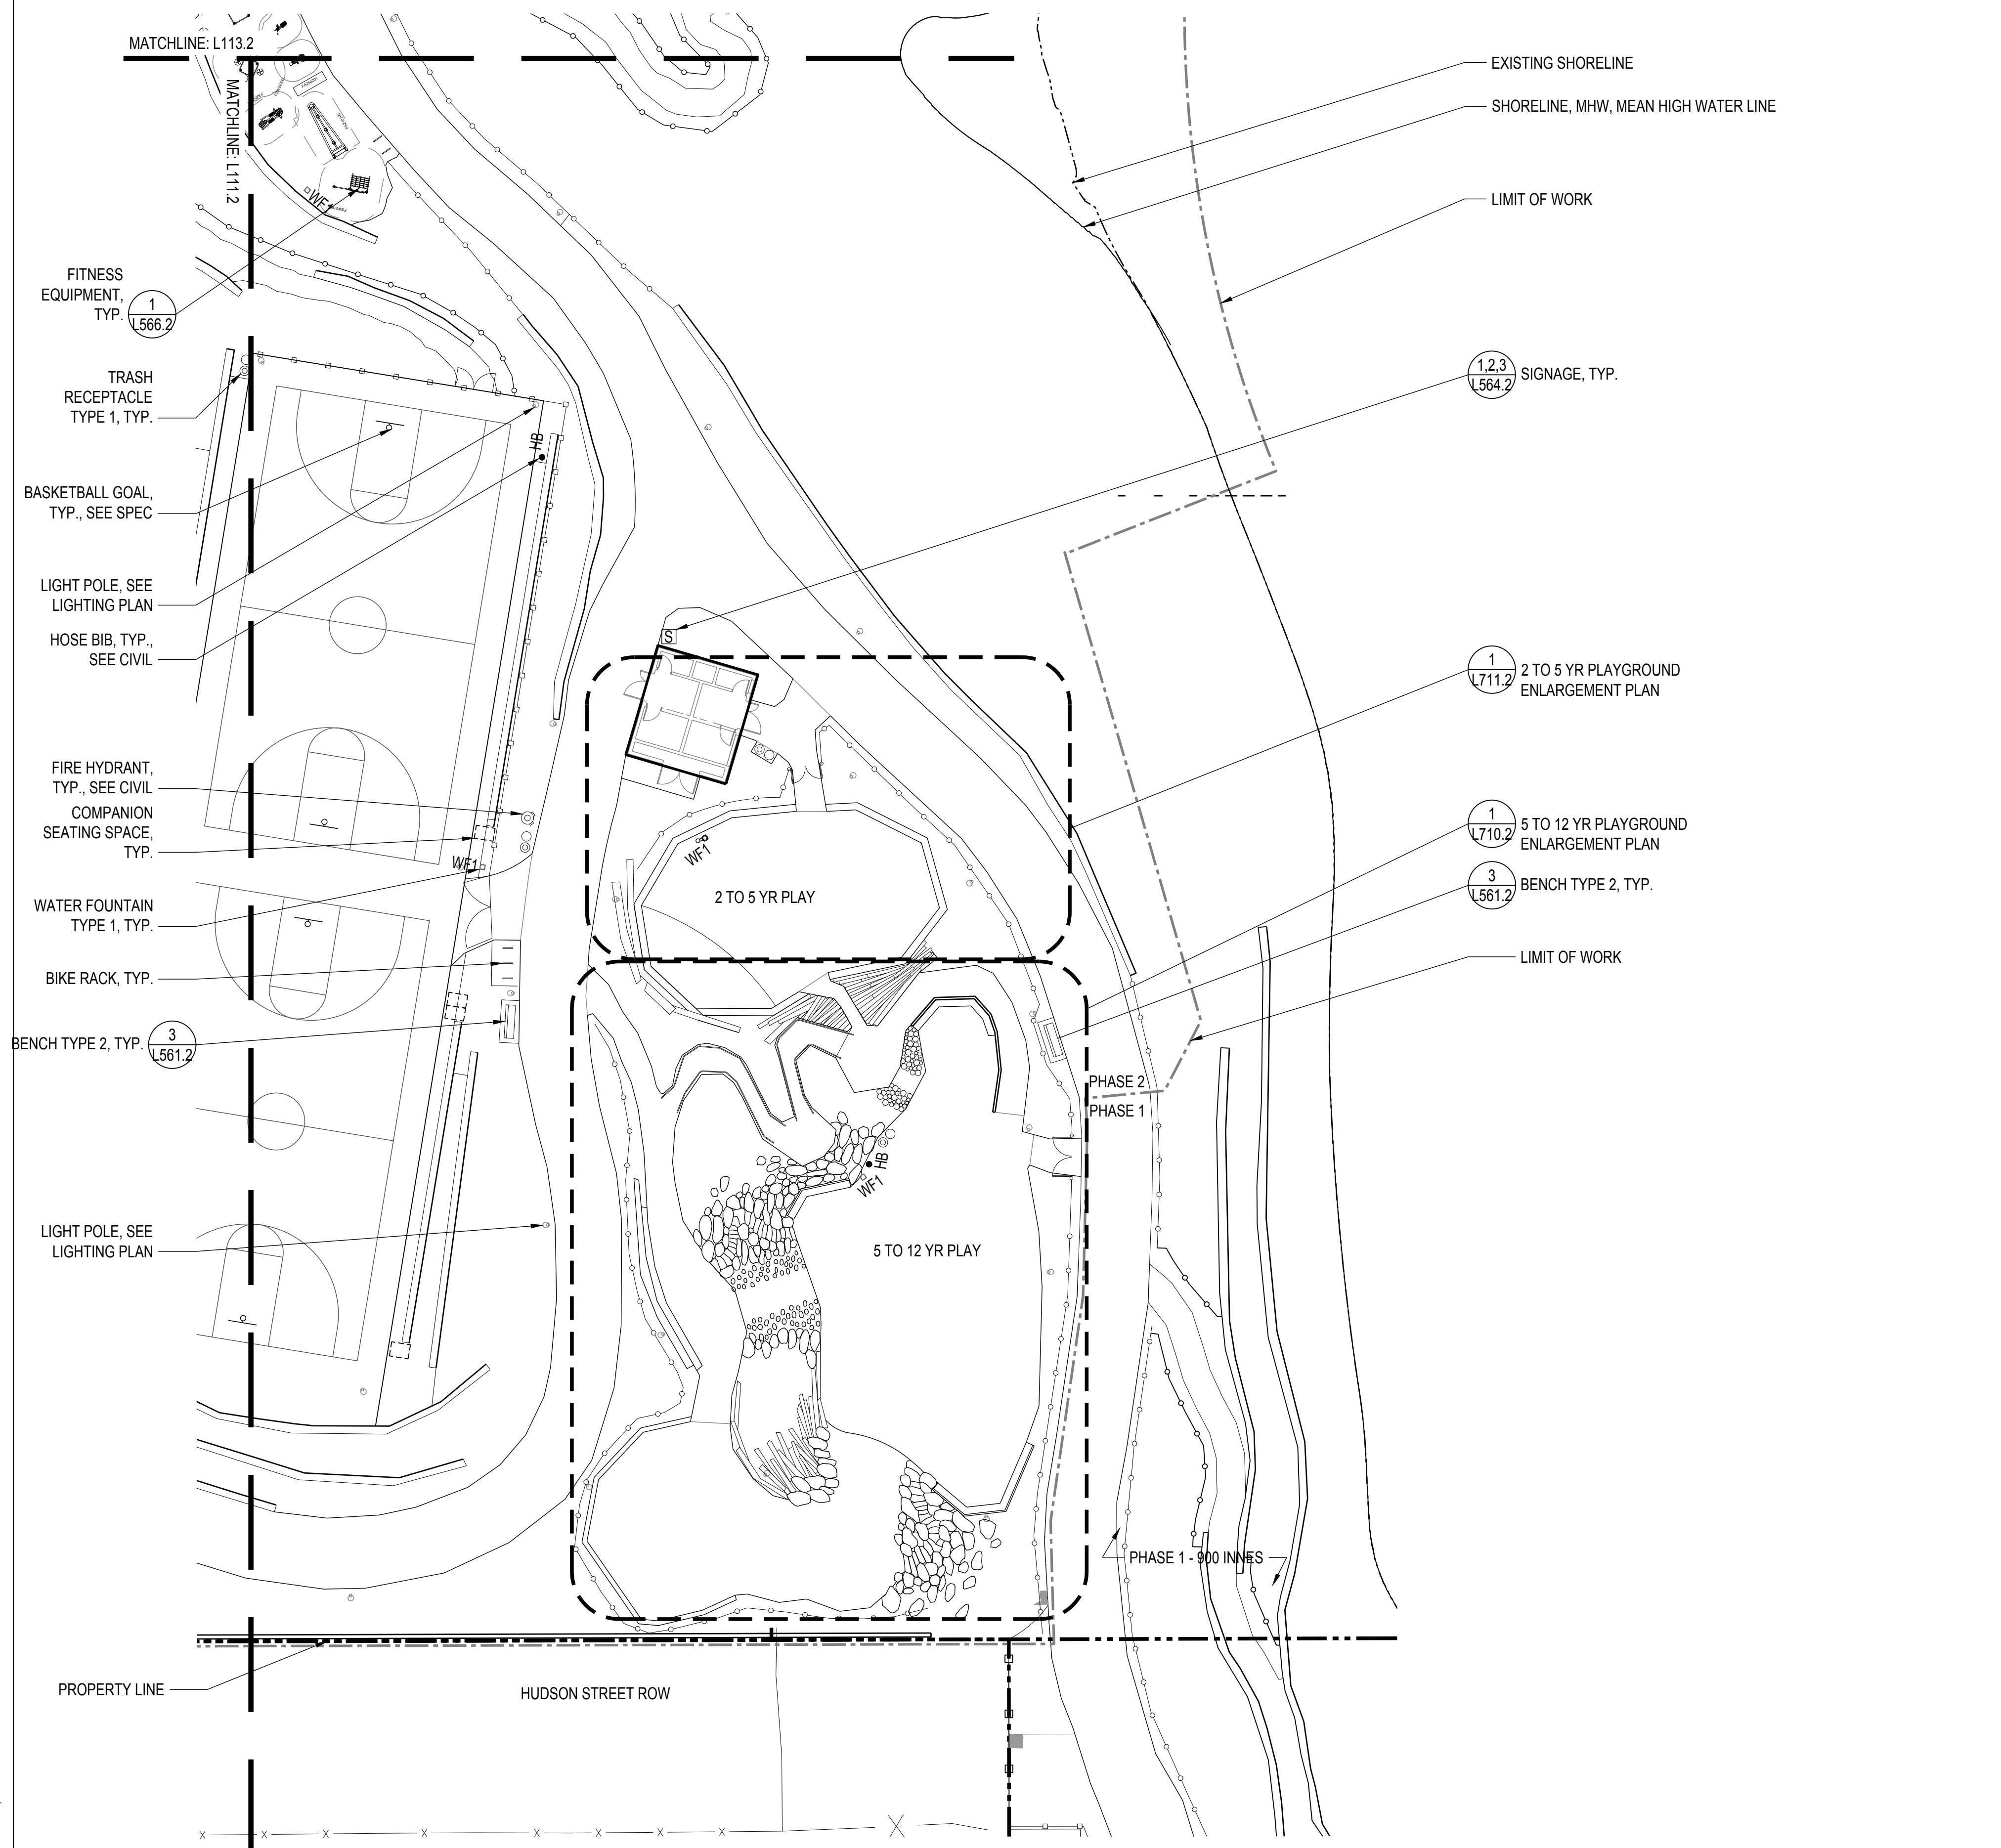 MATCHLINE: L113.2
MATCHLINE: L111.2
WF1
FITNESS
EQUIPMENT,
TYP.
1
L566.2
TRASH
RECEPTACLE
TYPE 1, TYP.
BASKETBALL GOAL,
TYP., SEE SPEC
LIGHT POLE, SEE
LIGHTING PLAN
HOSE BIB, TYP.,
SEE CIVIL
FIRE HYDRANT,
TYP., SEE CIVIL
COMPANION
SEATING SPACE,
TYP.
WATER FOUNTAIN
TYPE 1, TYP.
BIKE RACK, TYP.
BENCH TYPE 2, TYP.
3
L561.2
LIGHT POLE, SEE
LIGHTING PLAN
PROPERTY LINE
HB
WF1
S
WF1
2 TO 5 YR PLAY
HB
WF1
5 TO 12 YR PLAY
PHASE 2
PHASE 1
PHASE 1 - 900 INNES
HUDSON STREET ROW
X X X X X X X X X
EXISTING SHORELINE
SHORELINE, MHW, MEAN HIGH WATER LINE
LIMIT OF WORK
1,2,3
L564.2
SIGNAGE, TYP.
1
L711.2
2 TO 5 YR PLAYGROUND
ENLARGEMENT PLAN
1
L710.2
5 TO 12 YR PLAYGROUND
ENLARGEMENT PLAN
3
L561.2
BENCH TYPE 2, TYP.
LIMIT OF WORK